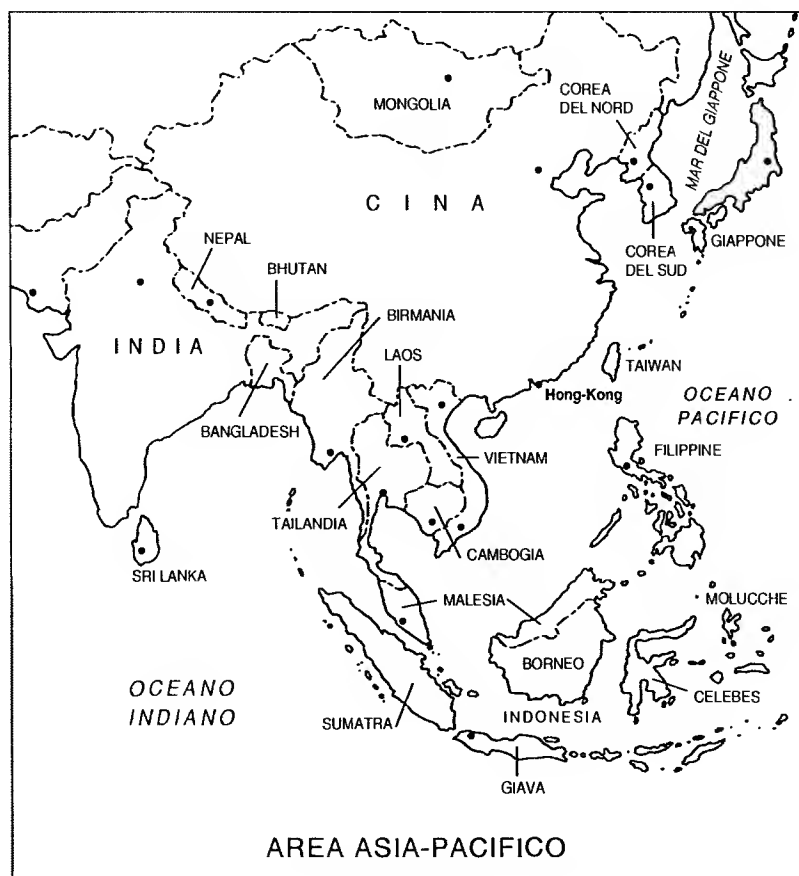 MONGOLIA
COREA
DEL NORD
MAR DEL GIAPPONE
CINA
NEPAL
BHUTAN
COREA
DEL SUD
GIAPPONE
INDIA
BIRMANIA
LAOS
TAIWAN
Hong-Kong
OCEANO
PACIFICO
BANGLADESH
VIETNAM
FILIPPINE
TAILANDIA
CAMBOGIA
SRI LANKA
MALESIA
MOLUCCHE
BORNEO
OCEANO
INDIANO
CELEBES
SUMATRA
INDONESIA
GIAVA
AREA ASIA-PACIFICO